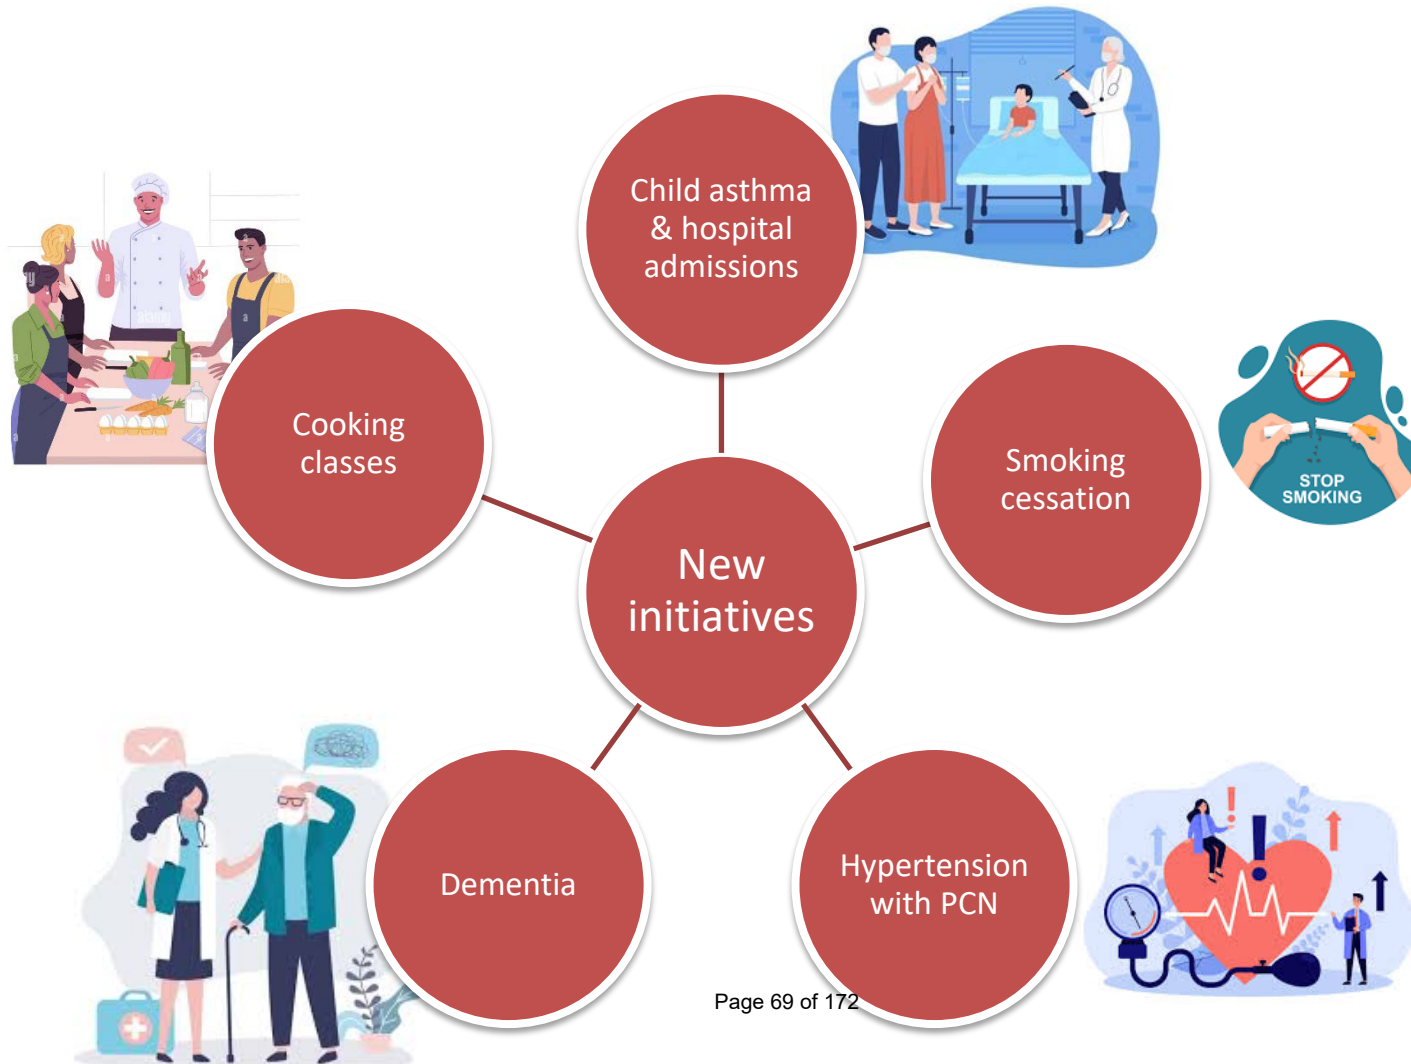 Child asthma
& hospital
admissions
Cooking
classes
Smoking
cessation
STOP
SMOKING
New
initiatives
Dementia
Hypertension
with PCN
Page 69 of 172